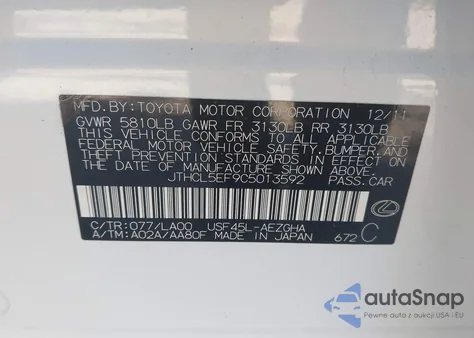 MFD. BY: TOYOTA MOTOR CORPORATION 12/11
GVWR 5810LB GAWR FR 3130LB RR 3130LB
THIS VEHICLE CONFORMS TO ALL APPLICABLE
FEDERAL MOTOR VEHICLE SAFETY, BUMPER,
AND THEFT PREVENTION STANDARDS IN EFFECT ON
THE DATE OF MANUFACTURE SHOWN ABOVE.
JTHCL5EF9C5013592 PASS.CAR
C/TR: 077/LA00 USF45L-AEZGHA
A/TM: A02A/AA80F MADE IN JAPAN 672 C
autoSnap
Pewne auta z aukcji USA i EU